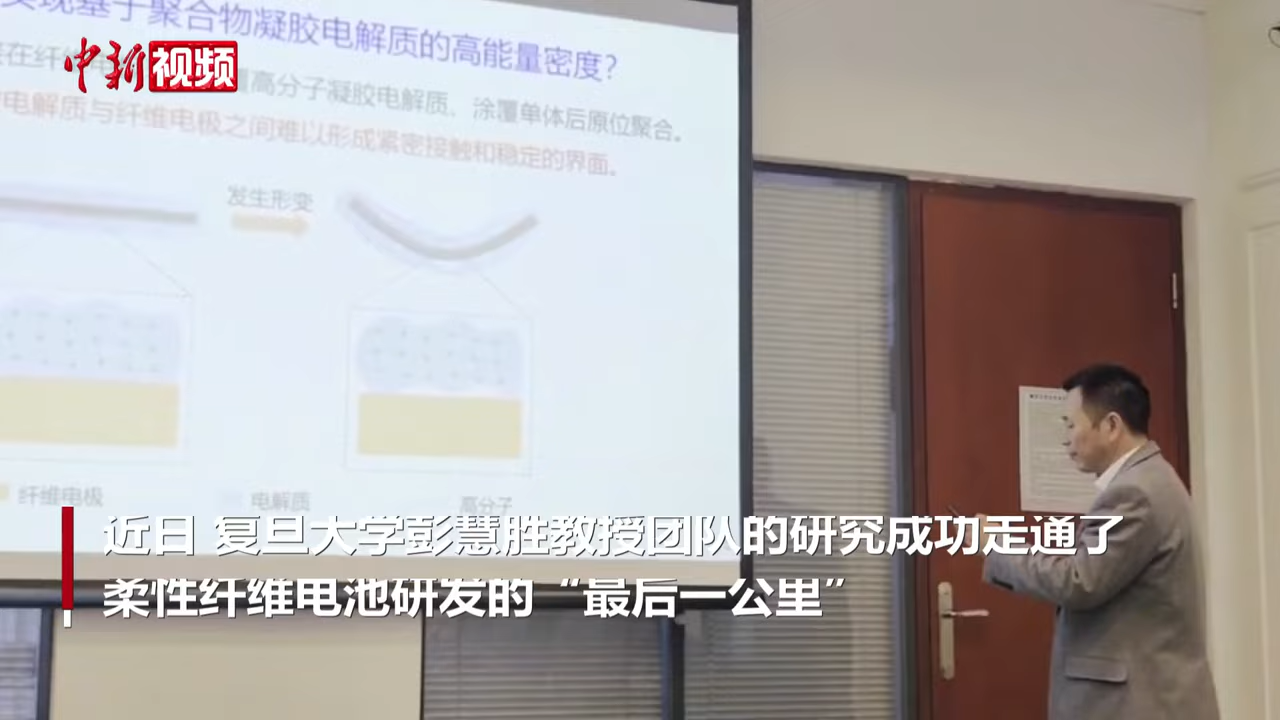 实现基于聚合物凝胶电解质的高能量密度?
中新视频
覆高分子凝胶电解质、涂覆单体后原位聚合。
电解质与纤维电极之间难以形成紧密接触和稳定的界面。
发生形变
纤维电极 电解质 高分子
近日 复旦大学彭慧胜教授团队的研究成功走通了
柔性纤维电池研发的“最后一公里”